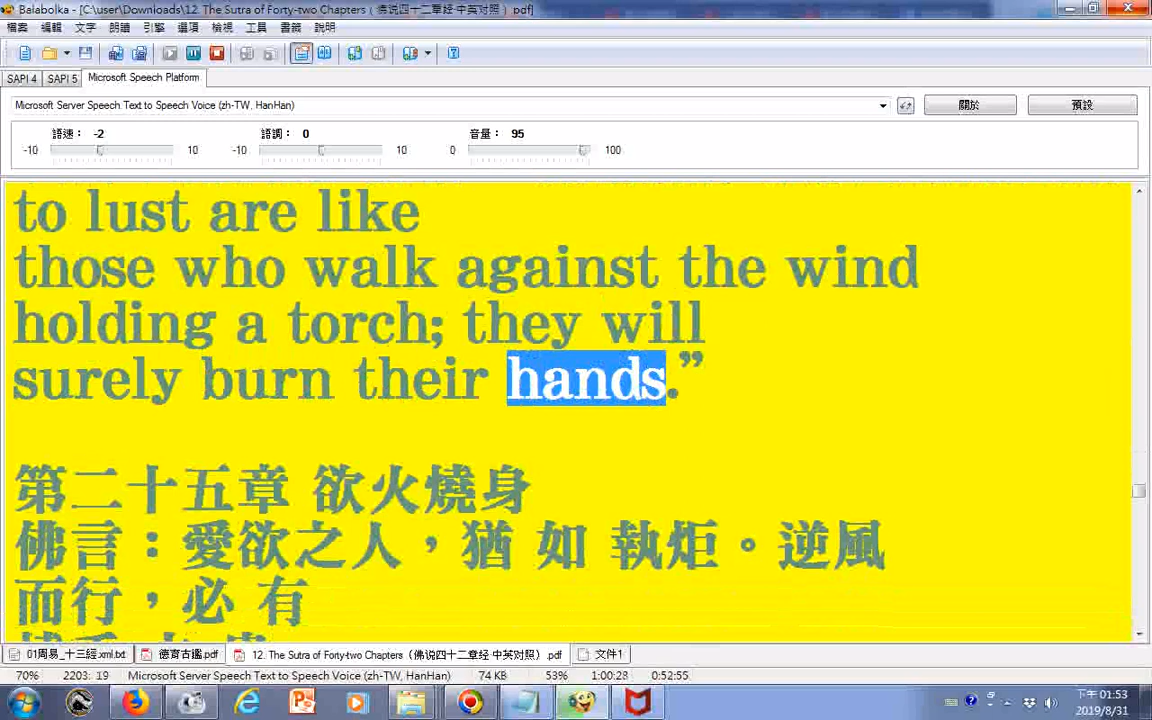 Balabolka - [C:\user\Downloads\12. The Sutra of Forty-two Chapters（佛说四十二章经·中英对照）.pdf]
檔案 編輯 文字 朗讀 引擎 選項 檢視 工具 書籤 說明
SAPI 4 SAPI 5 Microsoft Speech Platform
Microsoft Server Speech Text to Speech Voice (zh-TW, HanHan) 關於 預設
語速： -2 語調： 0 音量： 95
-10 10 -10 10 0 100
to lust are like
those who walk against the wind
holding a torch; they will
surely burn their hands.”
第二十五章 欲火燒身
佛言：愛欲之人，猶 如 執炬。逆風
而行，必 有
01周易_十三經.xml.txt 德育古鑑.pdf 12. The Sutra of Forty-two Chapters（佛说四十二章经·中英对照）.pdf 文件1
70% 2203: 19 Microsoft Server Speech Text to Speech Voice (zh-TW, HanHan) 74 KB 53% 1:00:28 0:52:55
下午 01:53
2019/8/31